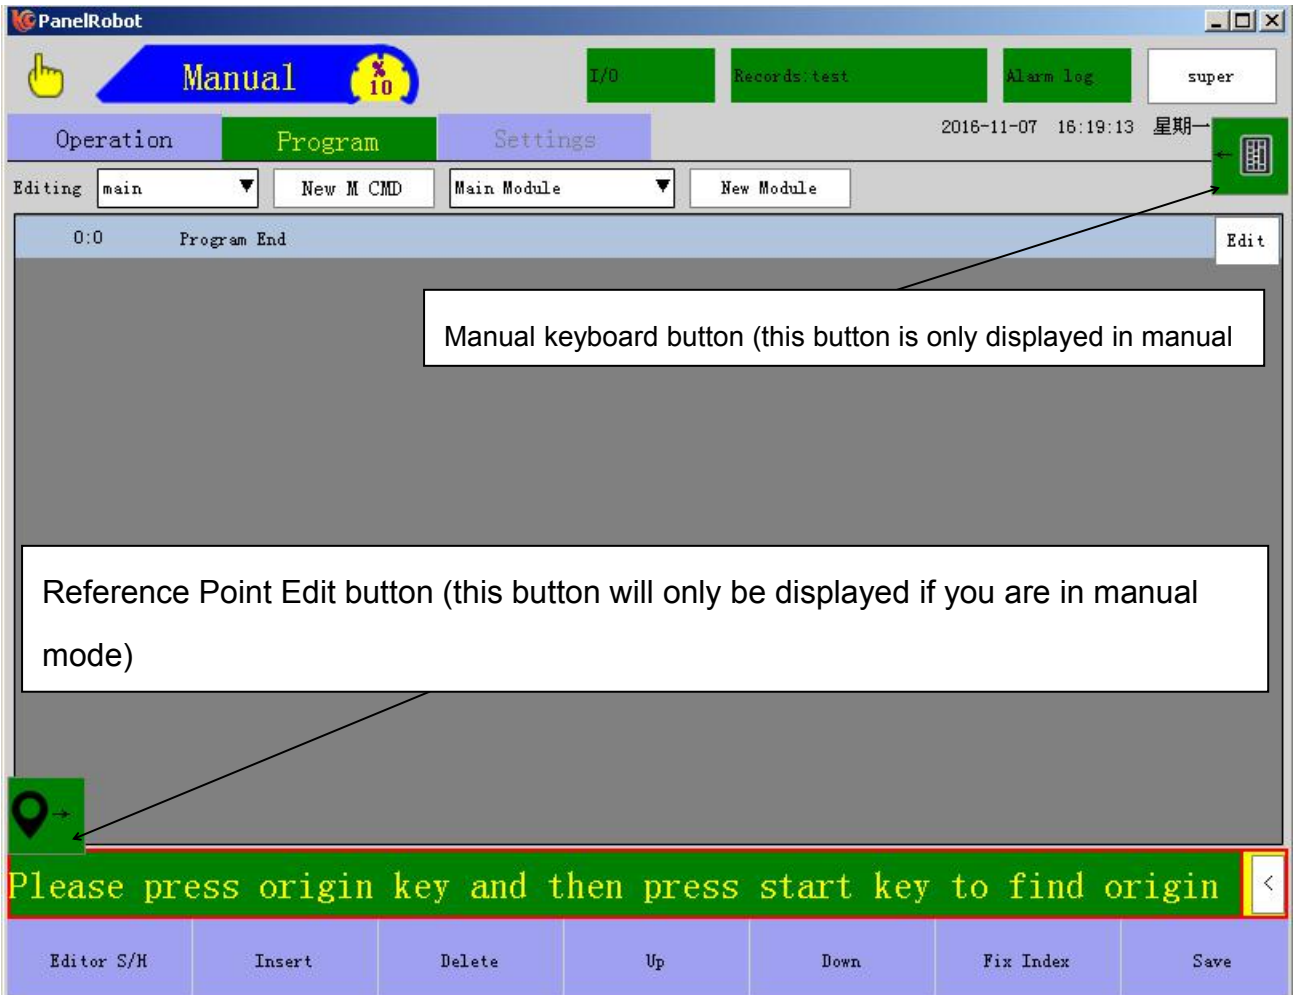 PanelRobot
Manual % 10 I/O Records:test Alarm log super
Operation Program Settings 2016-11-07 16:19:13 星期一
Editing main New M CMD Main Module New Module
0:0 Program End Edit
Manual keyboard button (this button is only displayed in manual
Reference Point Edit button (this button will only be displayed if you are in manual
mode)
Please press origin key and then press start key to find origin <
Editor S/H Insert Delete Up Down Fix Index Save